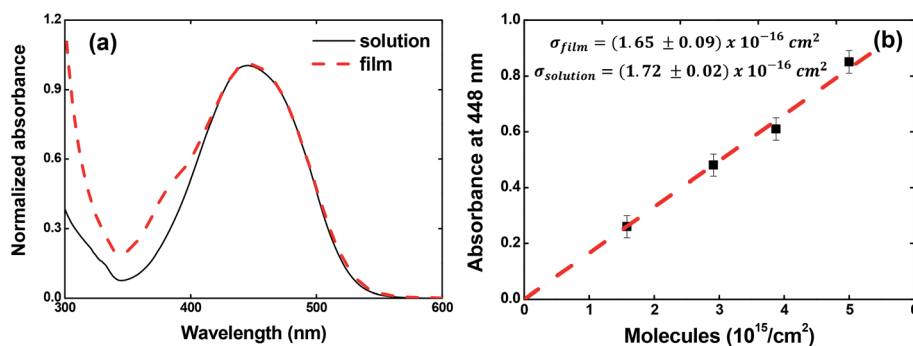 (a)
solution
film
Normalized absorbance
1.2
0.9
0.6
0.3
0.0
300
400
500
600
Wavelength (nm)
(b)
σ_film = (1.65 ± 0.09) x 10⁻¹⁶ cm²
σ_solution = (1.72 ± 0.02) x 10⁻¹⁶ cm²
Absorbance at 448 nm
1.0
0.8
0.6
0.4
0.2
0.0
0
1
2
3
4
5
6
Molecules (10¹⁵/cm²)